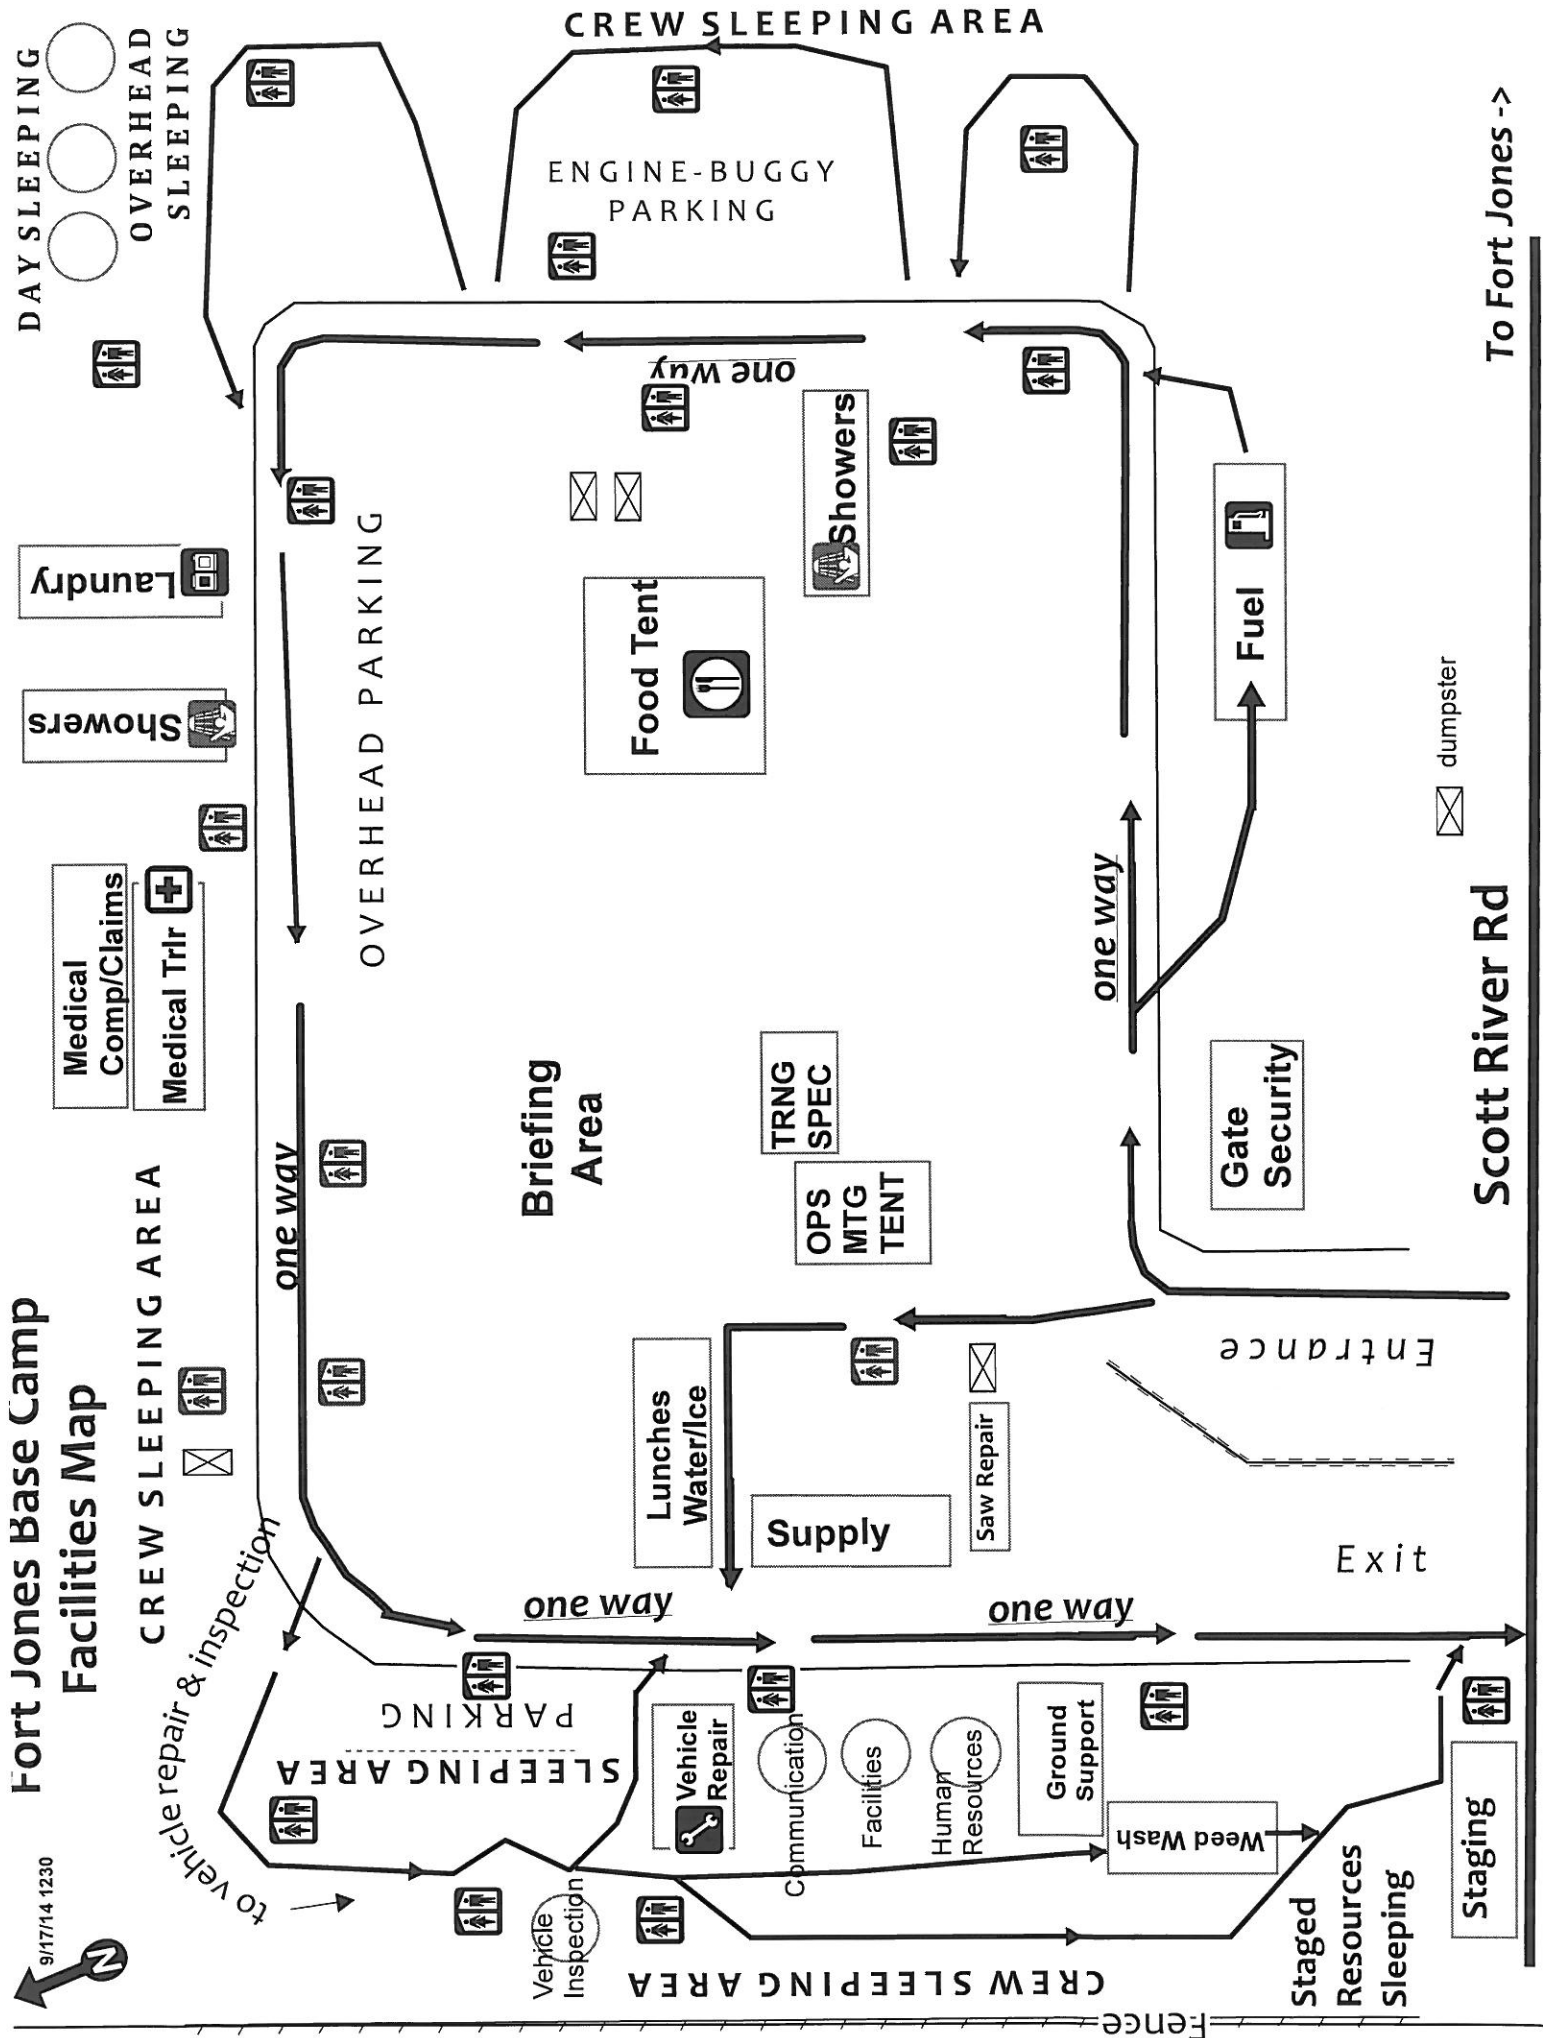 Fort Jones Base Camp
Facilities Map
9/17/14 1230
N
DAY SLEEPING
OVERHEAD
SLEEPING
CREW SLEEPING AREA
ENGINE-BUGGY
PARKING
To Fort Jones ->
Laundry
Showers
Medical
Comp/Claims
Medical Trlr
CREW SLEEPING AREA
to vehicle repair & inspection
one way
OVERHEAD PARKING
one way
Food Tent
Showers
Briefing
Area
TRNG
SPEC
OPS
MTG
TENT
one way
Fuel
dumpster
Gate
Security
Scott River Rd
Entrance
Exit
Lunches
Water/Ice
Supply
Saw Repair
one way
one way
PARKING
SLEEPING AREA
Vehicle
Repair
Communication
Facilities
Human
Resources
Ground
Support
Weed Wash
Vehicle
Inspection
CREW SLEEPING AREA
Staged
Resources
Sleeping
Staging
Fence